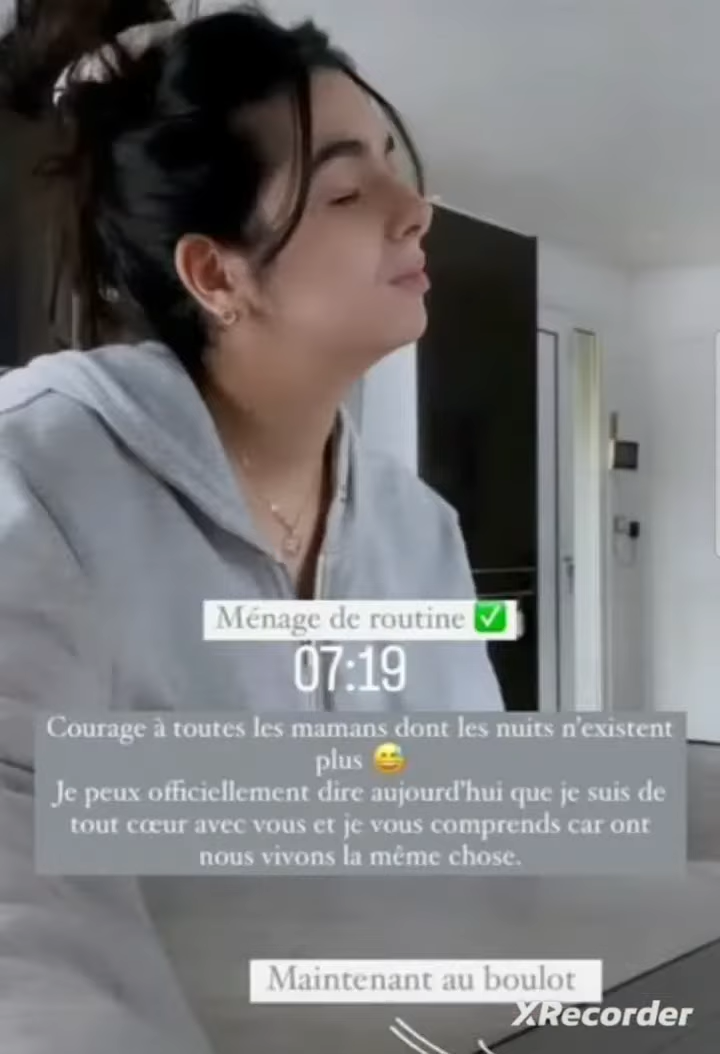 Ménage de routine ✅
07:19
Courage à toutes les mamans dont les nuits n'existent
plus 😅
Je peux officiellement dire aujourd'hui que je suis de
tout cœur avec vous et je vous comprends car ont
nous vivons la même chose.
Maintenant au boulot
XRecorder